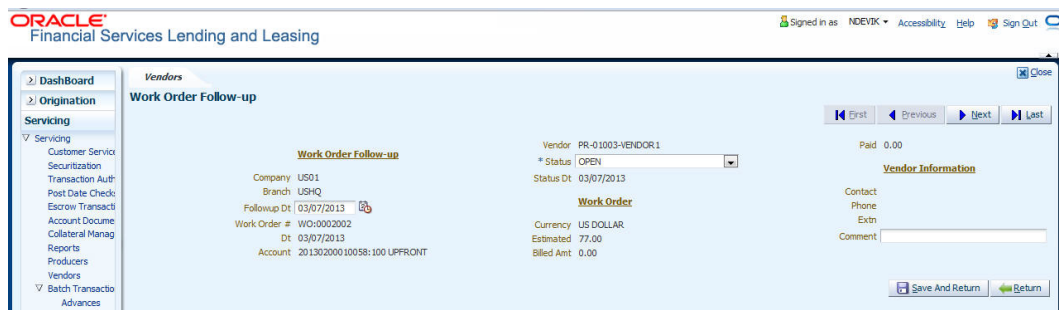 ORACLE®
Financial Services Lending and Leasing
Signed in as NDEVIK Accessibility Help Sign Out
DashBoard
Origination
Servicing
Servicing
Customer Service
Securitization
Transaction Auth
Post Date Check
Escrow Transacti
Account Docume
Collateral Manag
Reports
Producers
Vendors
Batch Transactio
Advances
Vendors
Close
Work Order Follow-up
First Previous Next Last
Work Order Follow-up
Company US01
Branch USHQ
Followup Dt 03/07/2013
Work Order # WO:0002002
Dt 03/07/2013
Account 20130200010058:100 UPFRONT
Vendor PR-01003-VENDOR1
* Status OPEN
Status Dt 03/07/2013
Work Order
Currency US DOLLAR
Estimated 77.00
Billed Amt 0.00
Paid 0.00
Vendor Information
Contact
Phone
Extn
Comment
Save And Return Return